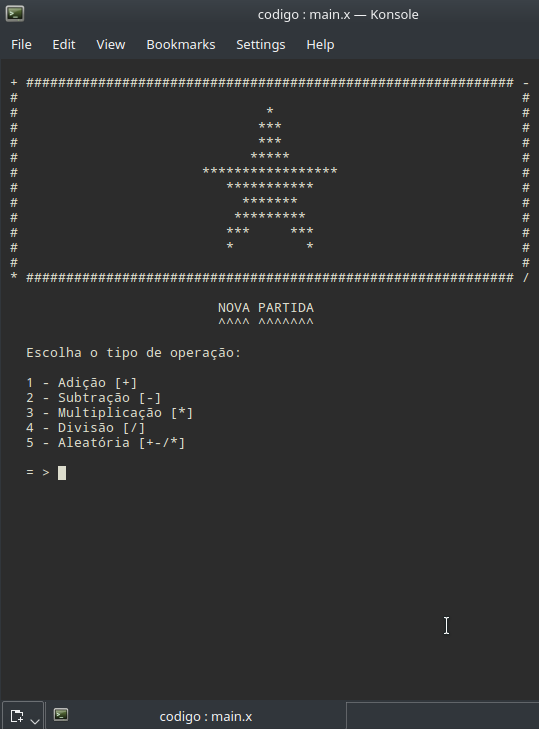 codigo : main.x — Konsole
File Edit View Bookmarks Settings Help
+ ############################################################# -
# #
# * #
# *** #
# *** #
# ***** #
# ***************** #
# *********** #
# ******* #
# ********* #
# *** *** #
# * * #
# #
* ############################################################# /
NOVA PARTIDA
^^^^ ^^^^^^^
Escolha o tipo de operação:
1 - Adição [+]
2 - Subtração [-]
3 - Multiplicação [*]
4 - Divisão [/]
5 - Aleatória [+-/*]
= >
codigo : main.x